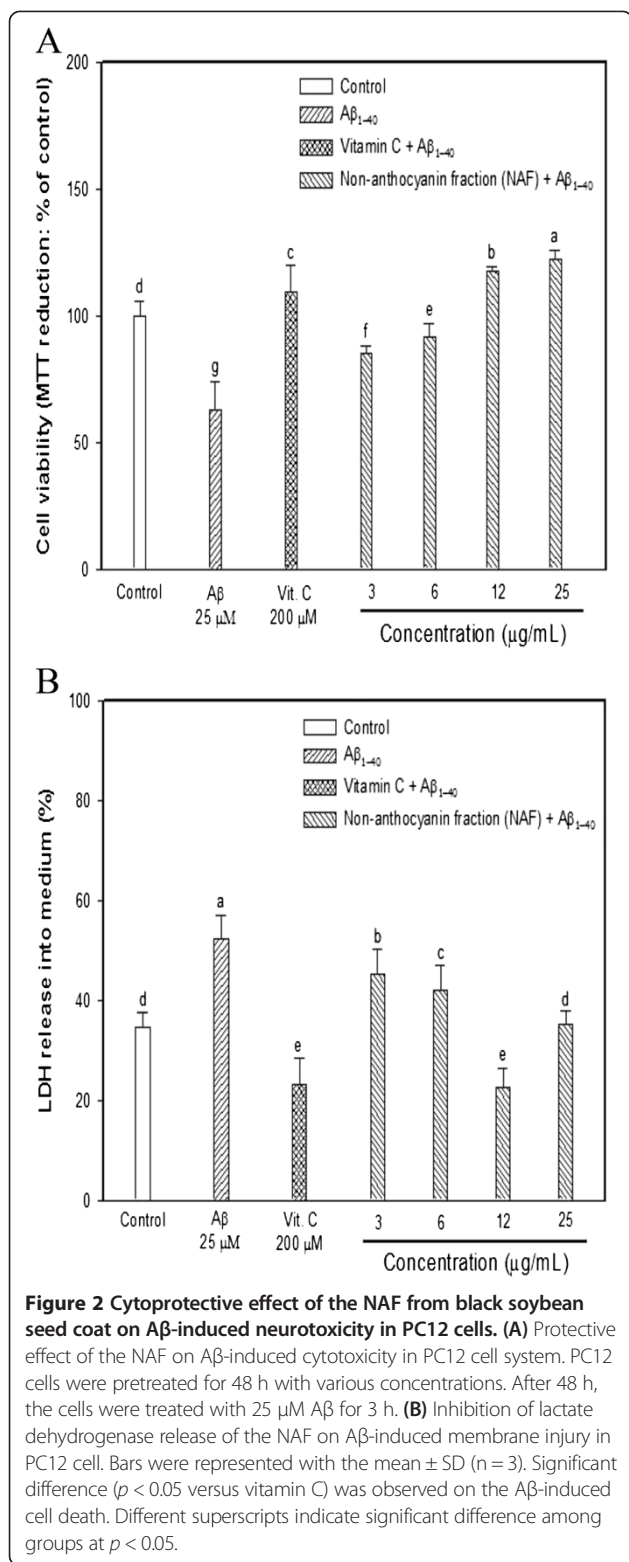 A
200
150
100
50
0
Cell viability (MTT reduction: % of control)
Control
Aβ₁₋₄₀
Vitamin C + Aβ₁₋₄₀
Non-anthocyanin fraction (NAF) + Aβ₁₋₄₀
d
g
c
f
e
b
a
Control
Aβ
25 μM
Vit. C
200 μM
3
6
12
25
Concentration (μg/mL)
B
100
80
60
40
20
0
LDH release into medium (%)
Control
Aβ₁₋₄₀
Vitamin C + Aβ₁₋₄₀
Non-anthocyanin fraction (NAF) + Aβ₁₋₄₀
d
a
e
b
c
e
d
Control
Aβ
25 μM
Vit. C
200 μM
3
6
12
25
Concentration (μg/mL)
Figure 2 Cytoprotective effect of the NAF from black soybean
seed coat on Aβ-induced neurotoxicity in PC12 cells. (A) Protective
effect of the NAF on Aβ-induced cytotoxicity in PC12 cell system. PC12
cells were pretreated for 48 h with various concentrations. After 48 h,
the cells were treated with 25 μM Aβ for 3 h. (B) Inhibition of lactate
dehydrogenase release of the NAF on Aβ-induced membrane injury in
PC12 cell. Bars were represented with the mean ± SD (n = 3). Significant
difference (p < 0.05 versus vitamin C) was observed on the Aβ-induced
cell death. Different superscripts indicate significant difference among
groups at p < 0.05.